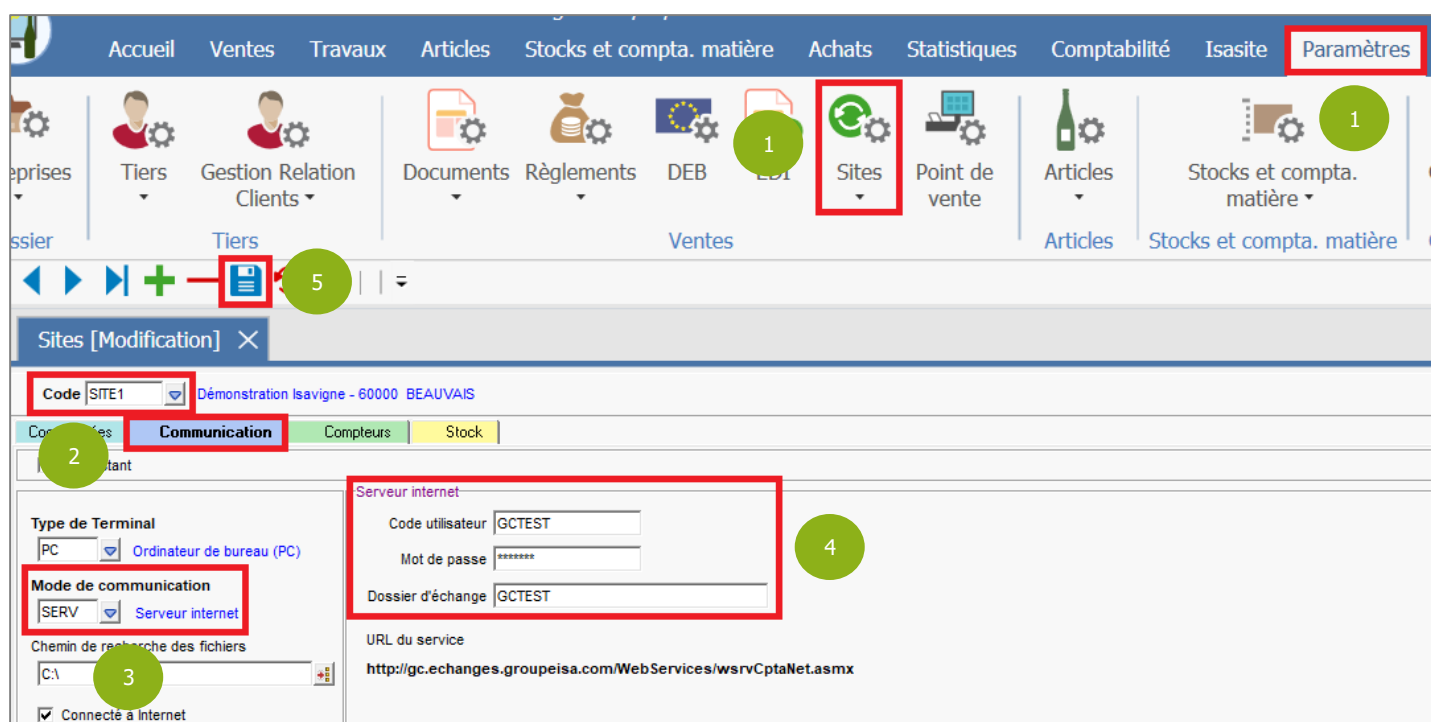 Accueil Ventes Travaux Articles Stocks et compta. matière Achats Statistiques Comptabilité Isasite Paramètres
eprises Tiers Gestion Relation Clients Documents Règlements DEB EDI Sites Point de vente Articles Stocks et compta. matière
1
1
ssier Tiers Ventes Articles Stocks et compta. matière
5
Sites [Modification]
Code SITE1 Démonstration Isavigne - 60000 BEAUVAIS
Communication Compteurs Stock
2
Serveur internet
Type de Terminal
Code utilisateur GCTEST
PC Ordinateur de bureau (PC)
Mot de passe *******
4
Mode de communication
Dossier d'échange GCTEST
SERV Serveur internet
URL du service
Chemin de recherche des fichiers
http://gc.echanges.groupeisa.com/WebServices/wsrvCptaNet.asmx
C:\
3
Connecté à Internet